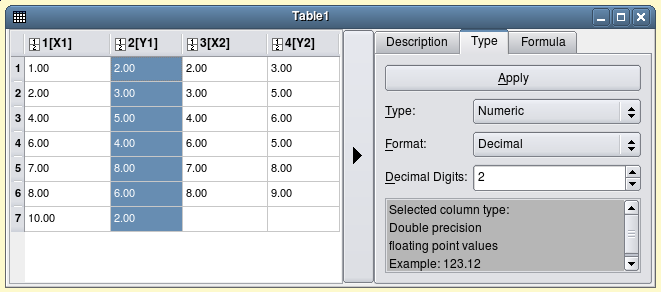 Table1
1[X1] 2[Y1] 3[X2] 4[Y2]
1 1.00 2.00 2.00 3.00
2 2.00 3.00 3.00 5.00
3 4.00 5.00 4.00 6.00
4 6.00 4.00 6.00 5.00
5 7.00 8.00 7.00 8.00
6 8.00 6.00 8.00 9.00
7 10.00 2.00
Description Type Formula
Apply
Type: Numeric
Format: Decimal
Decimal Digits: 2
Selected column type:
Double precision
floating point values
Example: 123.12